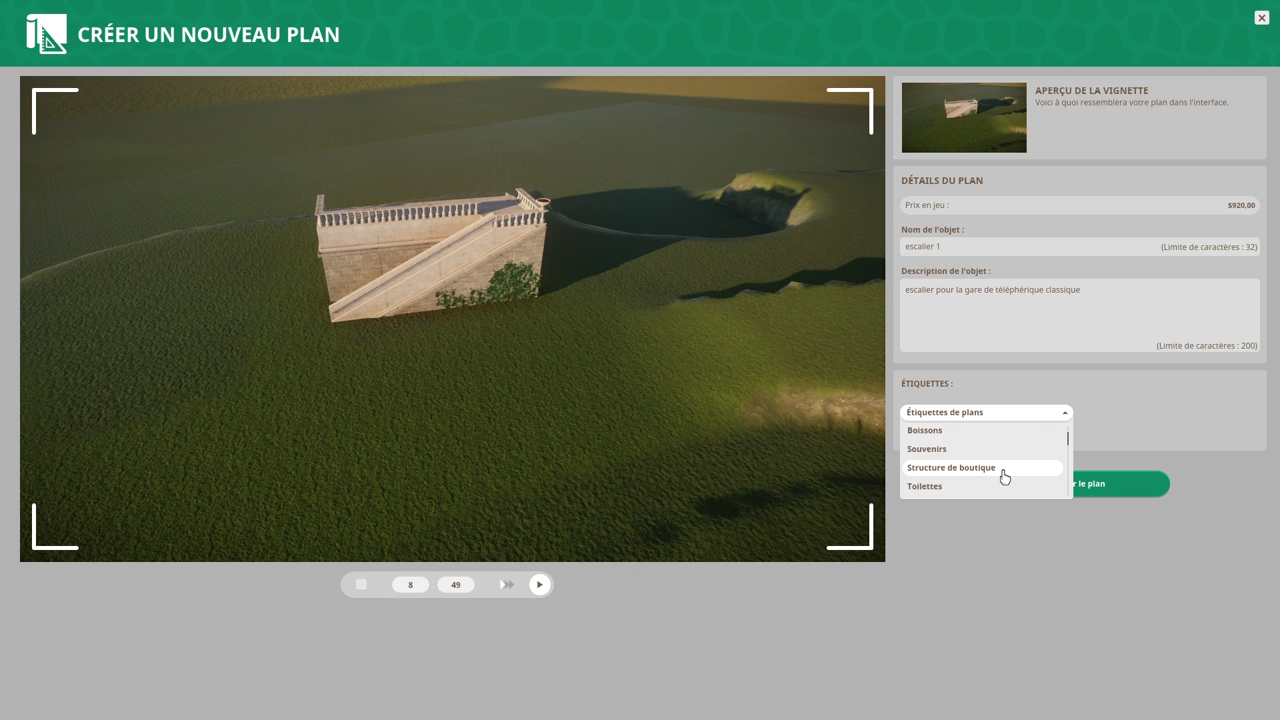 CRÉER UN NOUVEAU PLAN
APERÇU DE LA VIGNETTE
Voici à quoi ressemblera votre plan dans l'interface.
DÉTAILS DU PLAN
Prix en jeu : $920,00
Nom de l'objet :
escalier 1 (Limite de caractères : 32)
Description de l'objet :
escalier pour la gare de téléphérique classique
(Limite de caractères : 200)
ÉTIQUETTES :
Étiquettes de plans
Boissons
Souvenirs
Structure de boutique
Toilettes
le plan
8 : 49